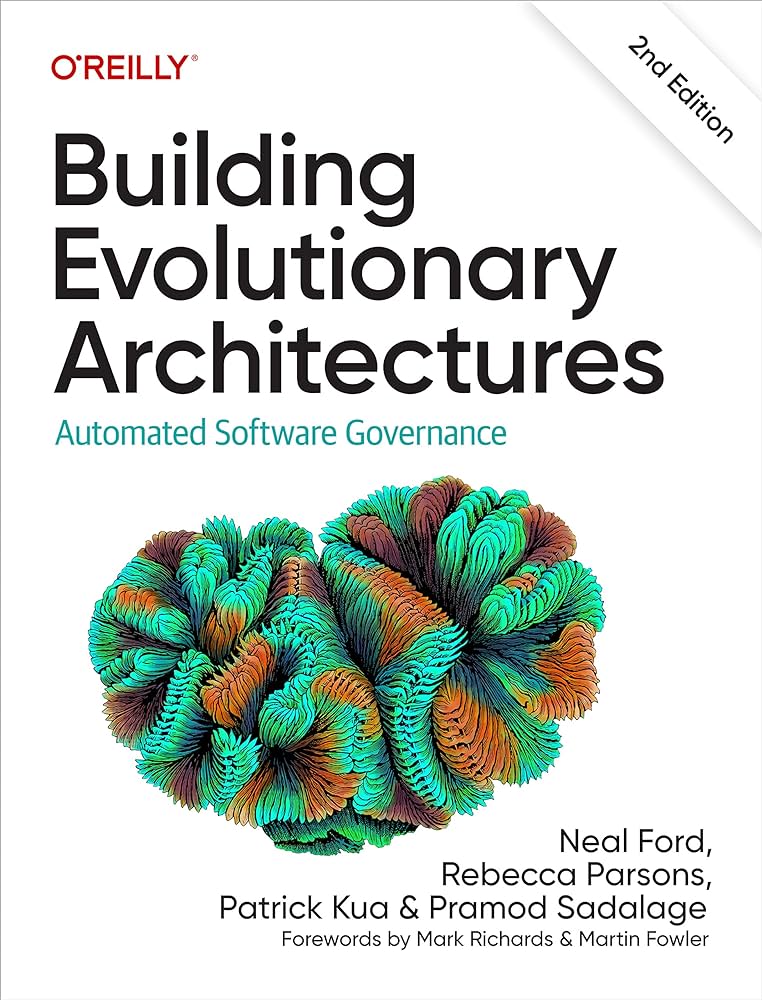 O'REILLY®
2nd Edition
Building
Evolutionary
Architectures
Automated Software Governance
Neal Ford,
Rebecca Parsons,
Patrick Kua & Pramod Sadalage
Forewords by Mark Richards & Martin Fowler